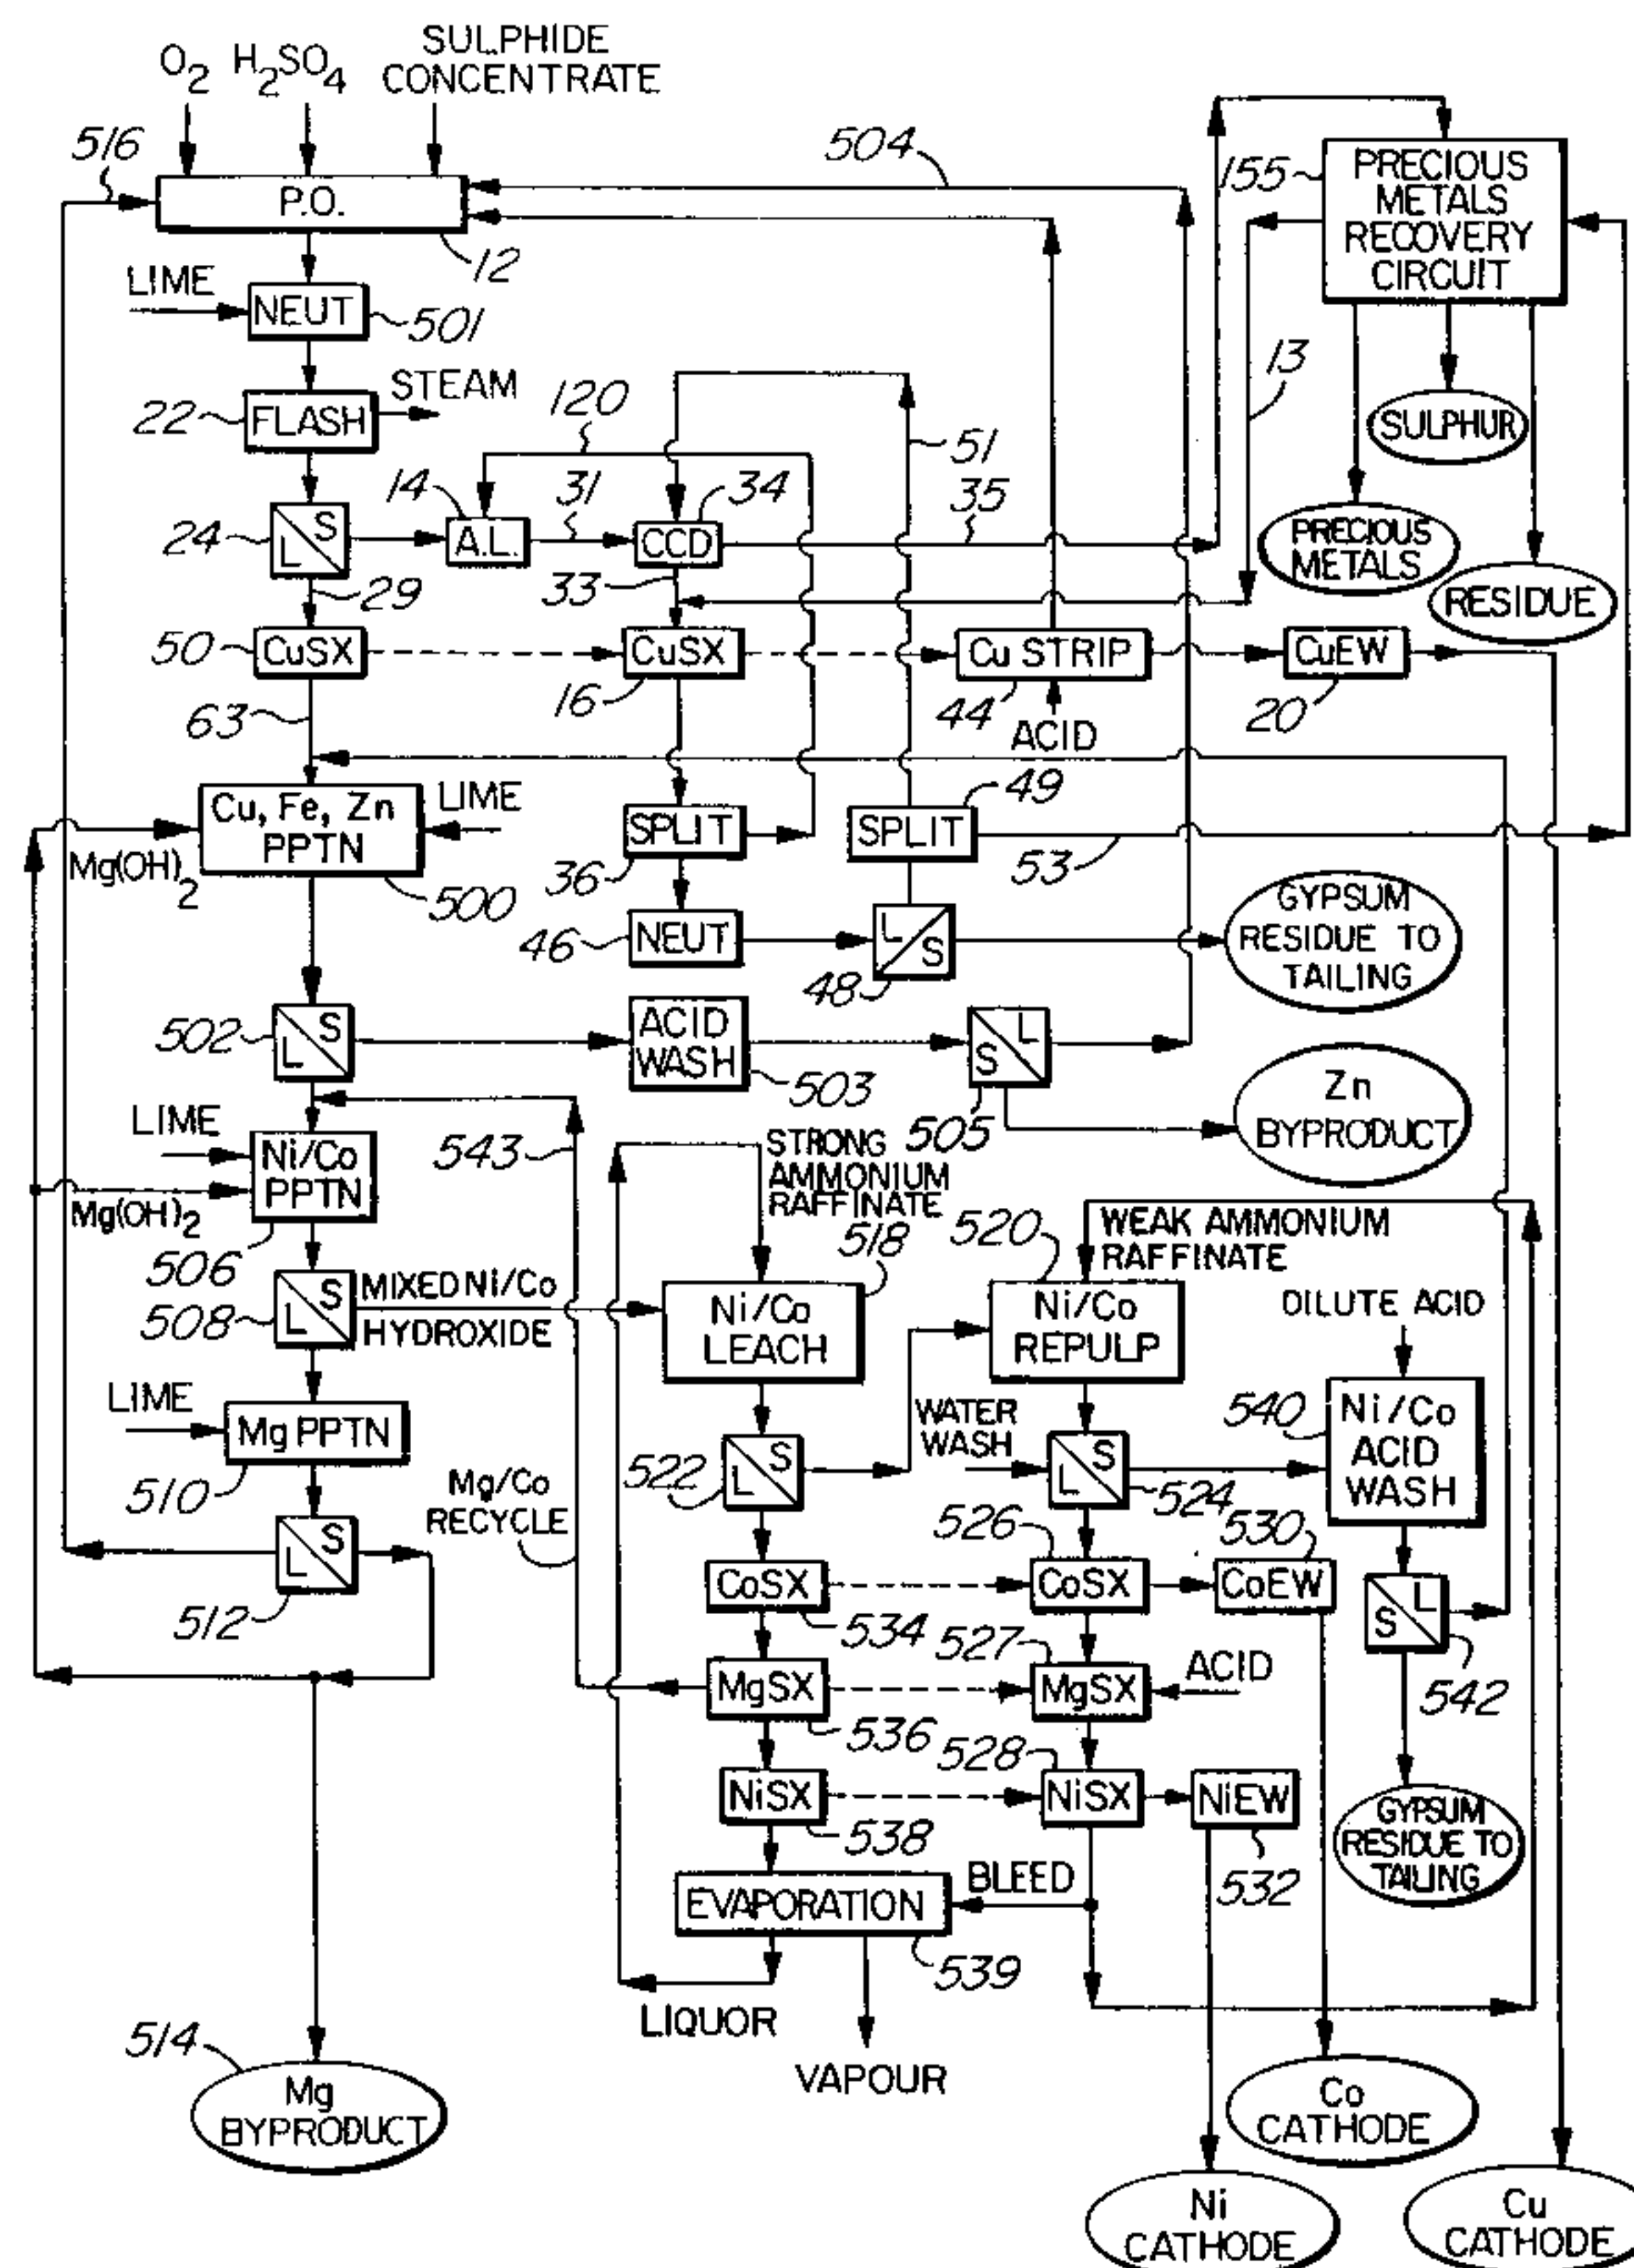 SULPHIDE
O2 H2SO4 CONCENTRATE
516
504
155
PRECIOUS
METALS
RECOVERY
CIRCUIT
P.O.
12
LIME
NEUT
501
13
STEAM
22
FLASH
120
51
SULPHUR
14
31
34
35
24
L S
A.L.
CCD
PRECIOUS
METALS
29
33
RESIDUE
50
CuSX
CuSX
Cu STRIP
CuEW
16
44
20
63
ACID
Cu, Fe, Zn
PPTN
LIME
Mg(OH)2
500
SPLIT
36
SPLIT
49
53
46
NEUT
L S
48
GYPSUM
RESIDUE TO
TAILING
502
L S
ACID
WASH
503
S L
505
Zn
BYPRODUCT
LIME
Ni/Co
PPTN
Mg(OH)2
506
543
STRONG
AMMONIUM
RAFFINATE
518
520
WEAK AMMONIUM
RAFFINATE
508
L S
MIXED Ni/Co
HYDROXIDE
Ni/Co
LEACH
Ni/Co
REPULP
DILUTE ACID
LIME
Mg PPTN
510
522
L S
WATER
WASH
L S
524
540
Ni/Co
ACID
WASH
Mg/Co
RECYCLE
L S
512
CoSX
534
526
CoSX
530
CoEW
S L
542
MgSX
536
527
MgSX
ACID
NiSX
538
528
NiSX
NiEW
532
GYPSUM
RESIDUE TO
TAILING
EVAPORATION
BLEED
539
LIQUOR
VAPOUR
514
Mg
BYPRODUCT
Co
CATHODE
Ni
CATHODE
Cu
CATHODE